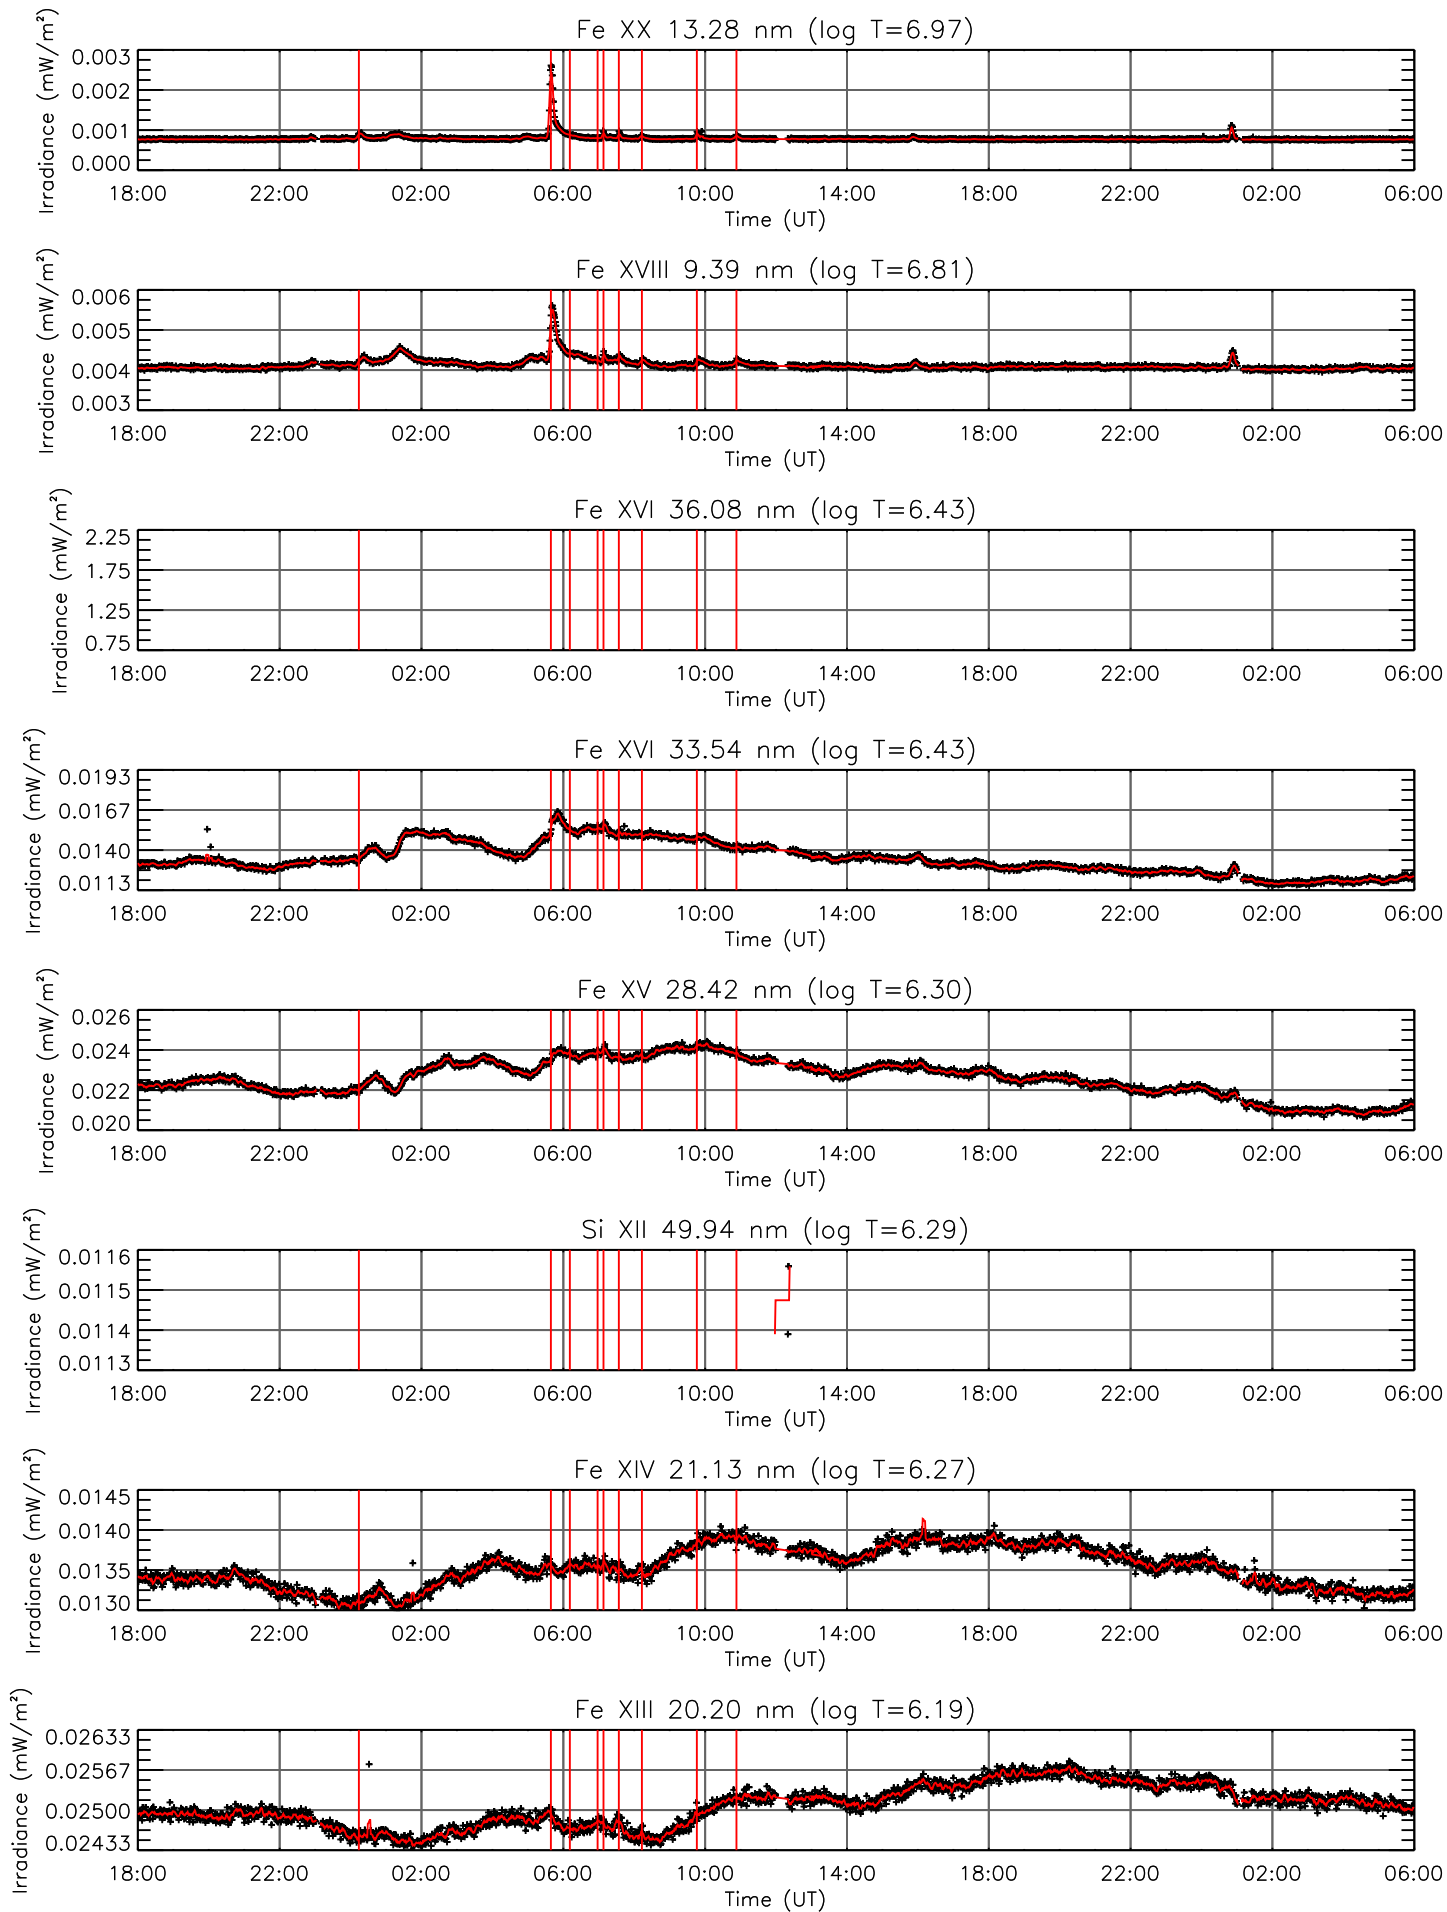 Fe XX 13.28 nm (log T=6.97)
Irradiance (mW/m²)
0.003
0.002
0.001
0.000
18:00 22:00 02:00 06:00 10:00 14:00 18:00 22:00 02:00 06:00
Time (UT)
Fe XVIII 9.39 nm (log T=6.81)
Irradiance (mW/m²)
0.006
0.005
0.004
0.003
18:00 22:00 02:00 06:00 10:00 14:00 18:00 22:00 02:00 06:00
Time (UT)
Fe XVI 36.08 nm (log T=6.43)
Irradiance (mW/m²)
2.25
1.75
1.25
0.75
18:00 22:00 02:00 06:00 10:00 14:00 18:00 22:00 02:00 06:00
Time (UT)
Fe XVI 33.54 nm (log T=6.43)
Irradiance (mW/m²)
0.0193
0.0167
0.0140
0.0113
18:00 22:00 02:00 06:00 10:00 14:00 18:00 22:00 02:00 06:00
Time (UT)
Fe XV 28.42 nm (log T=6.30)
Irradiance (mW/m²)
0.026
0.024
0.022
0.020
18:00 22:00 02:00 06:00 10:00 14:00 18:00 22:00 02:00 06:00
Time (UT)
Si XII 49.94 nm (log T=6.29)
Irradiance (mW/m²)
0.0116
0.0115
0.0114
0.0113
18:00 22:00 02:00 06:00 10:00 14:00 18:00 22:00 02:00 06:00
Time (UT)
Fe XIV 21.13 nm (log T=6.27)
Irradiance (mW/m²)
0.0145
0.0140
0.0135
0.0130
18:00 22:00 02:00 06:00 10:00 14:00 18:00 22:00 02:00 06:00
Time (UT)
Fe XIII 20.20 nm (log T=6.19)
Irradiance (mW/m²)
0.02633
0.02567
0.02500
0.02433
18:00 22:00 02:00 06:00 10:00 14:00 18:00 22:00 02:00 06:00
Time (UT)